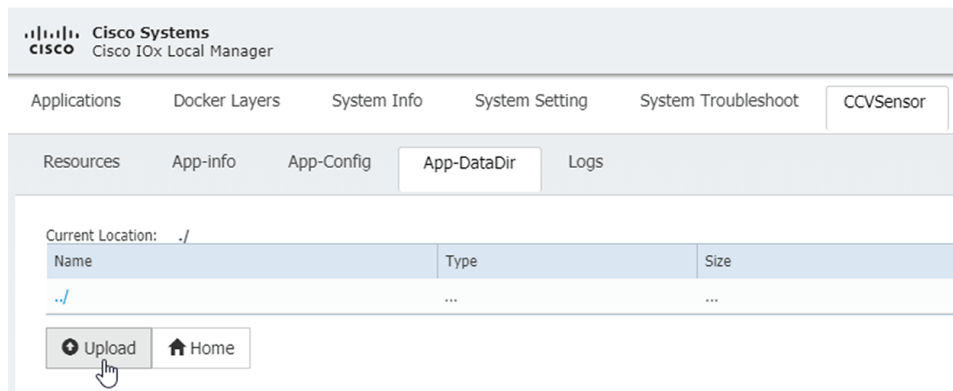 Cisco Systems
CISCO Cisco IOx Local Manager
Applications Docker Layers System Info System Setting System Troubleshoot CCVSensor
Resources App-info App-Config App-DataDir Logs
Current Location: ./
Name Type Size
../ ... ...
Upload Home